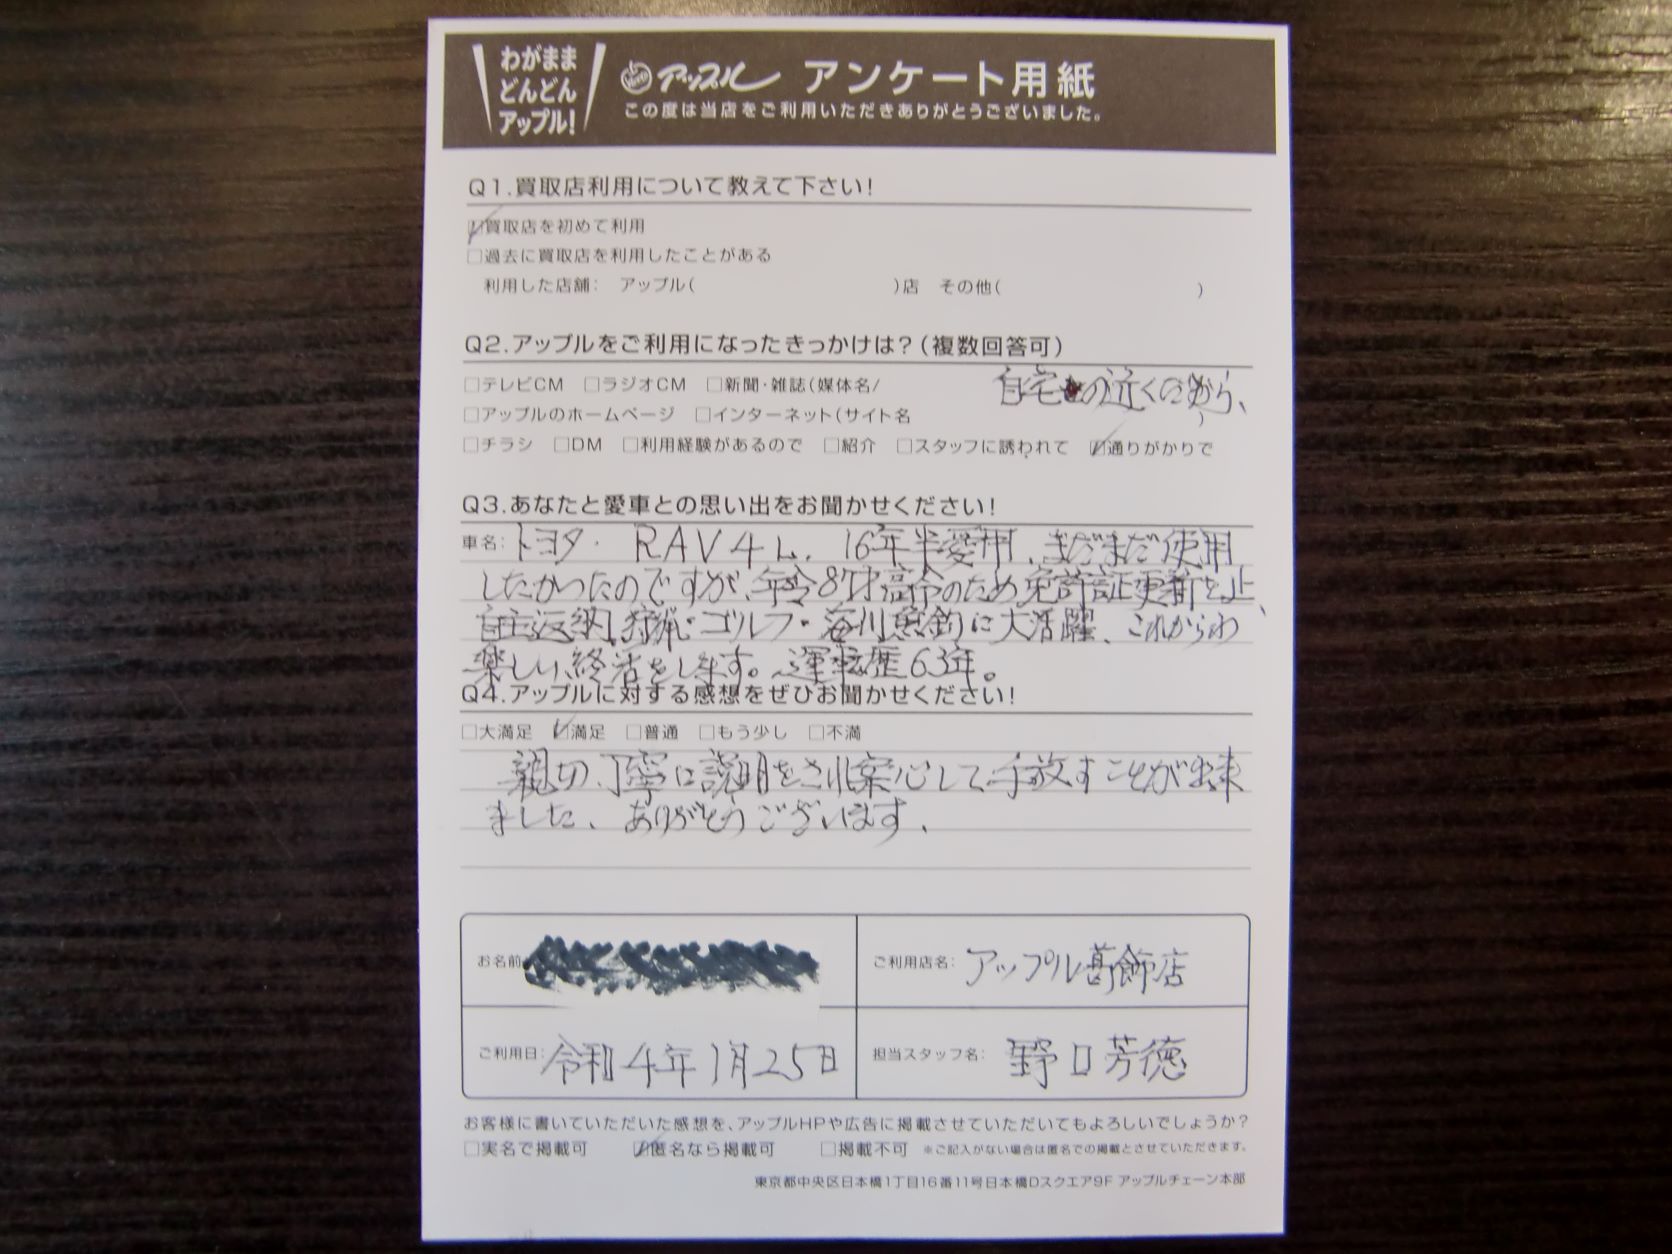 わがまま
どんどん
アップル!
アップル アンケート用紙
この度は当店をご利用いただきありがとうございました。
Q1.買取店利用について教えて下さい!
☑買取店を初めて利用
□過去に買取店を利用したことがある
利用した店舗: アップル( )店 その他( )
Q2.アップルをご利用になったきっかけは?(複数回答可)
□テレビCM □ラジオCM □新聞・雑誌(媒体名/
自宅の近くだから、
□アップルのホームページ □インターネット(サイト名 )
□チラシ □DM □利用経験があるので □紹介 □スタッフに誘われて ☑通りがかりで
Q3.あなたと愛車との思い出をお聞かせください!
車名: トヨタ・RAV4L、16年半愛用、まだまだ使用
したかったのですが、年令87才高令のため免許証更新を止、
自主返納、狩猟・ゴルフ・海川魚釣に大活躍、これからわ
楽しい終活をします。運転歴63年。
Q4.アップルに対する感想をぜひお聞かせください!
□大満足 ☑満足 □普通 □もう少し □不満
親切、丁寧に説明をされ安心して手放すことが出来
ました、ありがとうございます、
お名前
ご利用店名: アップル葛飾店
ご利用日: 令和4年1月25日
担当スタッフ名: 野口芳徳
お客様に書いていただいた感想を、アップルHPや広告に掲載させていただいてもよろしいでしょうか?
□実名で掲載可 ☑匿名なら掲載可 □掲載不可 ※ご記入がない場合は匿名での掲載とさせていただきます。
東京都中央区日本橋1丁目16番11号日本橋Dスクエア9F アップルチェーン本部